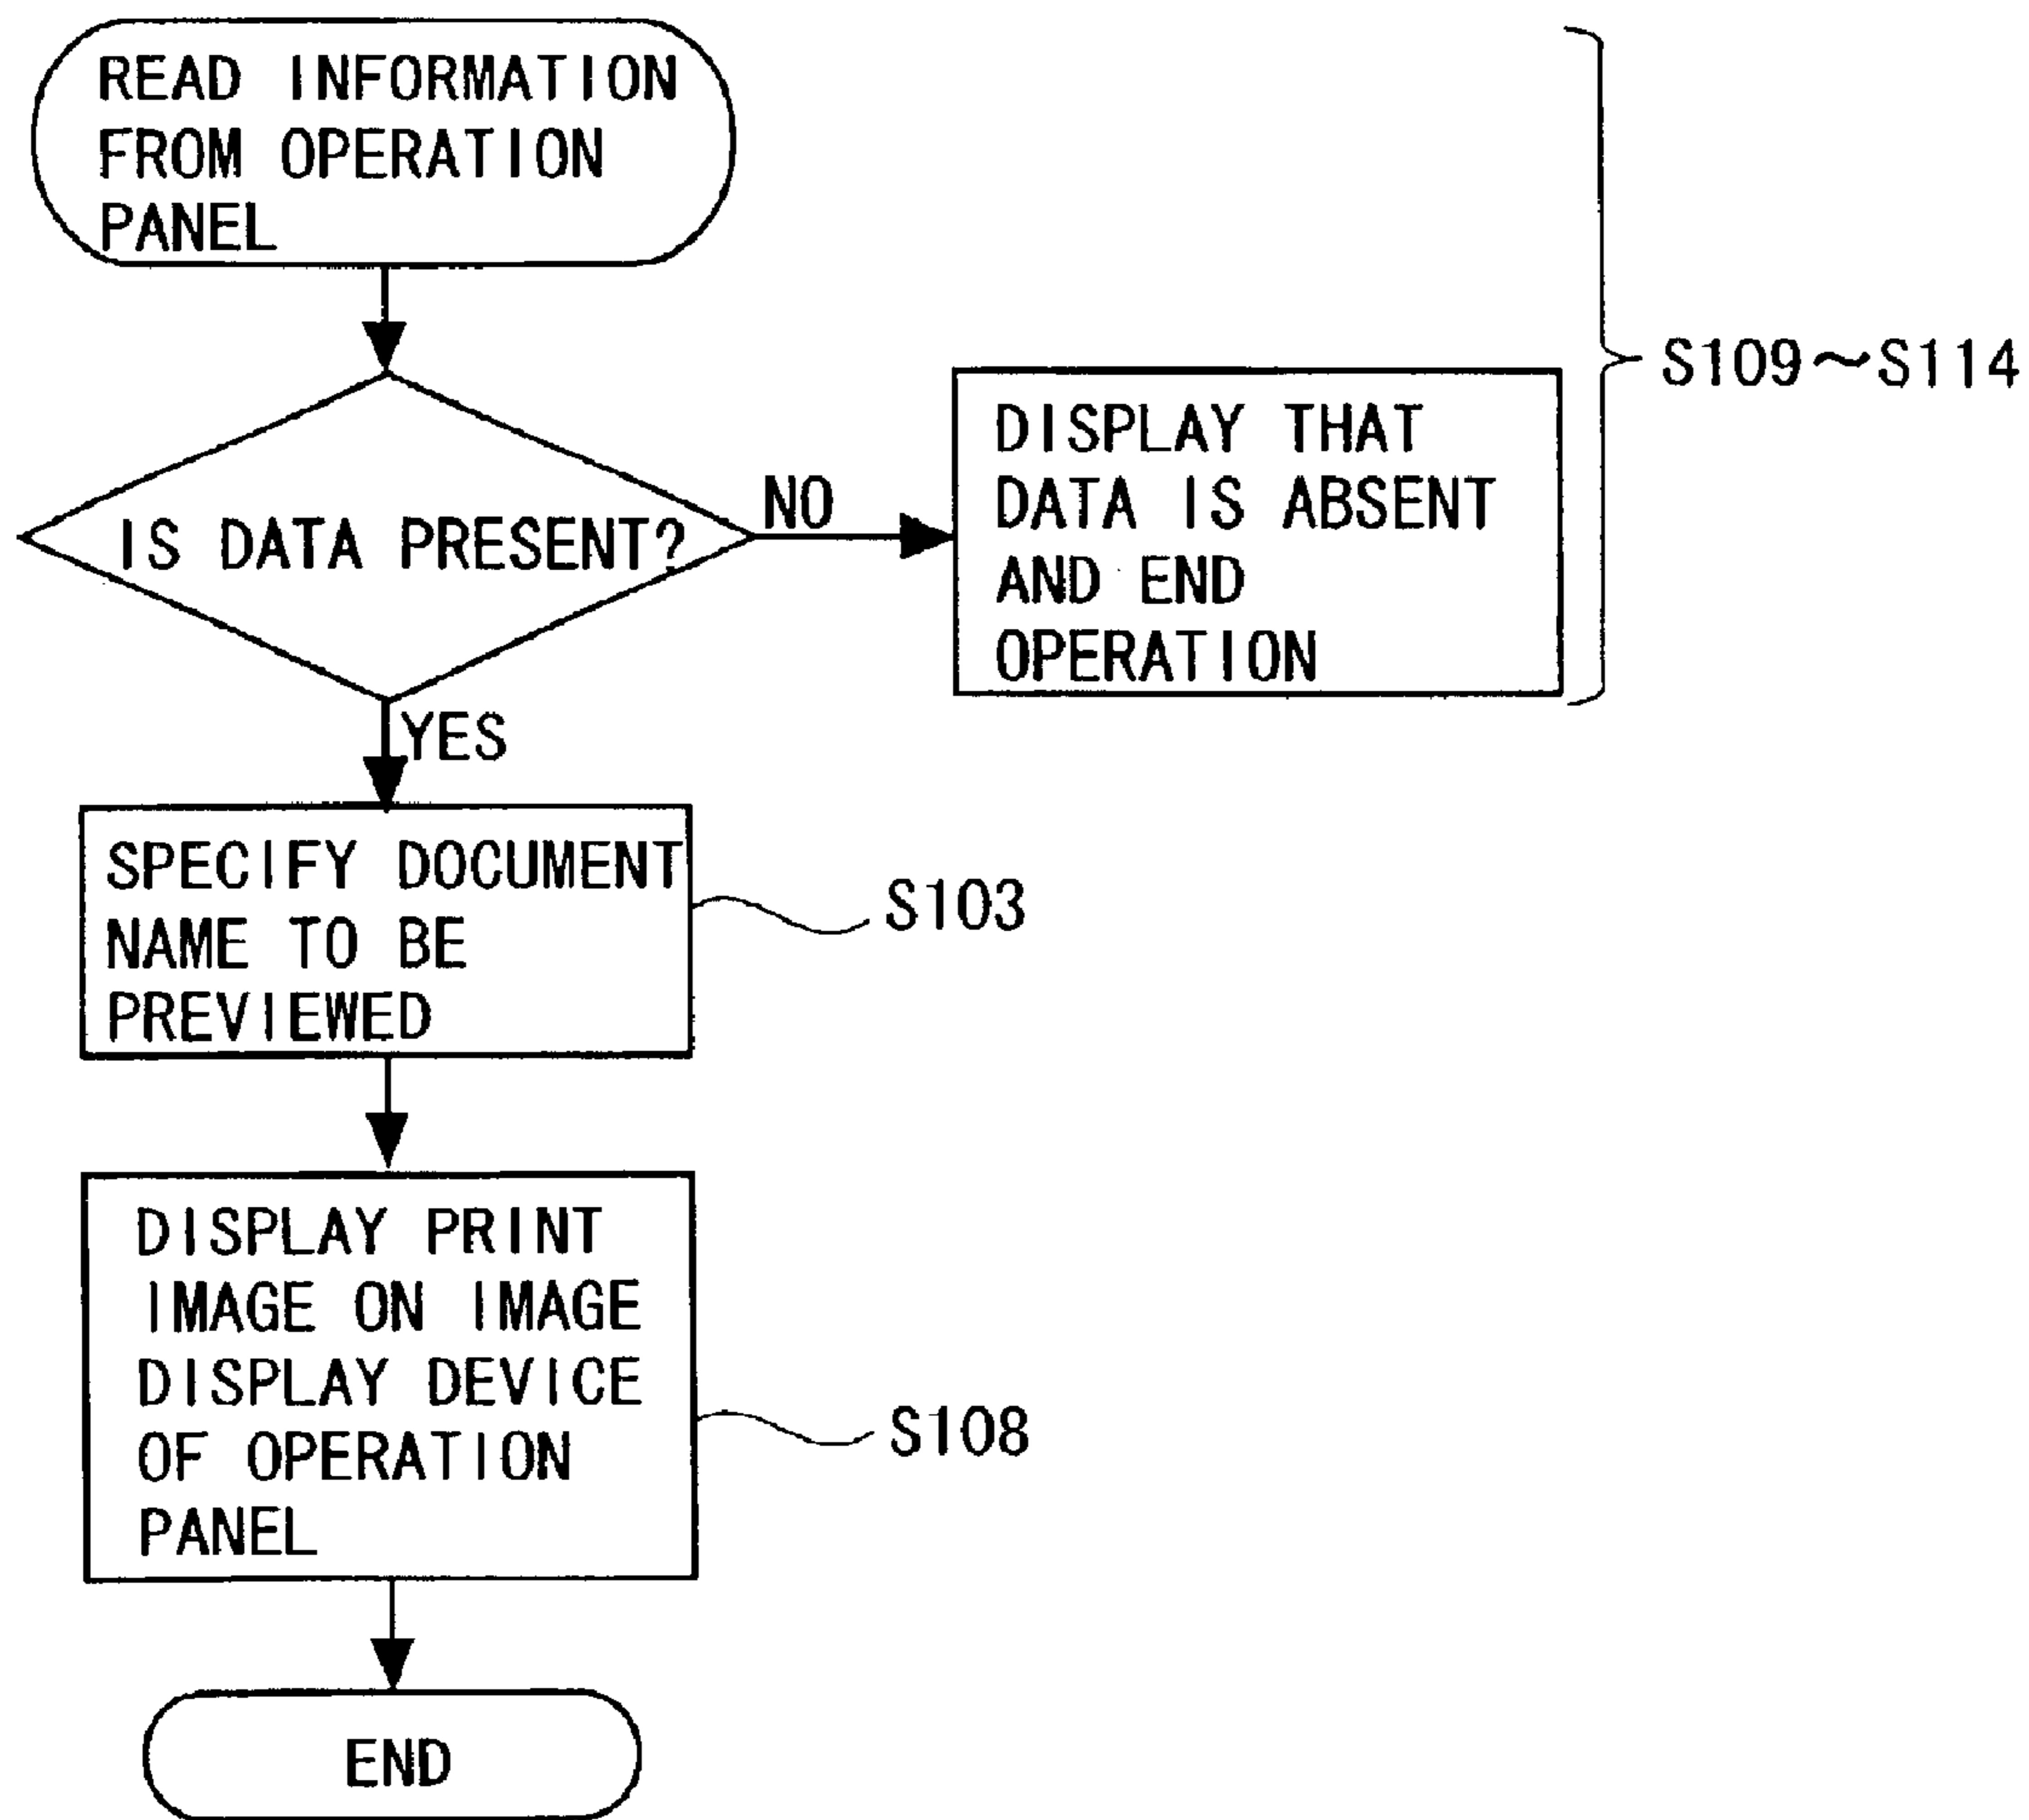 READ INFORMATION
FROM OPERATION
PANEL
S109～S114
DISPLAY THAT
DATA IS ABSENT
AND END
OPERATION
NO
IS DATA PRESENT?
YES
SPECIFY DOCUMENT
NAME TO BE
PREVIEWED
S103
DISPLAY PRINT
IMAGE ON IMAGE
DISPLAY DEVICE
OF OPERATION
PANEL
S108
END